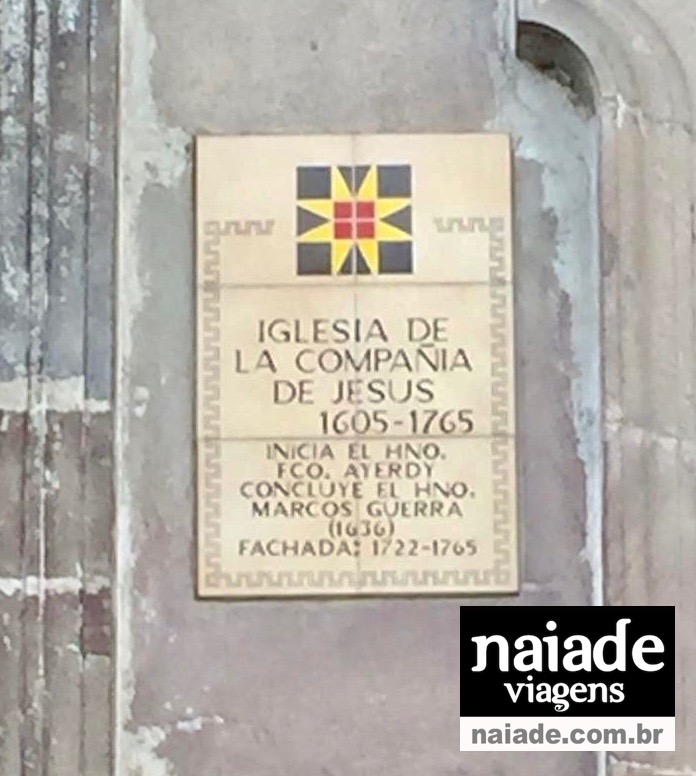 IGLESIA DE
LA COMPAÑIA
DE JESUS
1605-1765
INICIA EL HNO.
FCO. AYERDY
CONCLUYE EL HNO.
MARCOS GUERRA
(1636)
FACHADA: 1722-1765
naiade
viagens
naiade.com.br